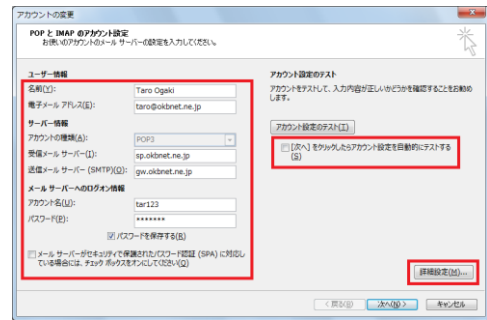 アカウントの変更
POP と IMAP のアカウント設定
お使いのアカウントのメール サーバーの設定を入力してください。
ユーザー情報
名前(Y):
Taro Ogaki
電子メール アドレス(E):
taro@okbnet.ne.jp
サーバー情報
アカウントの種類(A):
POP3
受信メール サーバー(I):
sp.okbnet.ne.jp
送信メール サーバー (SMTP)(O):
gw.okbnet.ne.jp
メール サーバーへのログオン情報
アカウント名(U):
tar123
パスワード(P):
*******
パスワードを保存する(R)
メール サーバーがセキュリティで保護されたパスワード認証 (SPA) に対応
している場合には、チェック ボックスをオンにしてください(Q)
アカウント設定のテスト
アカウントをテストして、入力内容が正しいかどうかを確認することをお勧め
します。
アカウント設定のテスト(T)
[次へ] をクリックしたらアカウント設定を自動的にテストする
(S)
詳細設定(M)...
< 戻る(B)
次へ(N) >
キャンセル